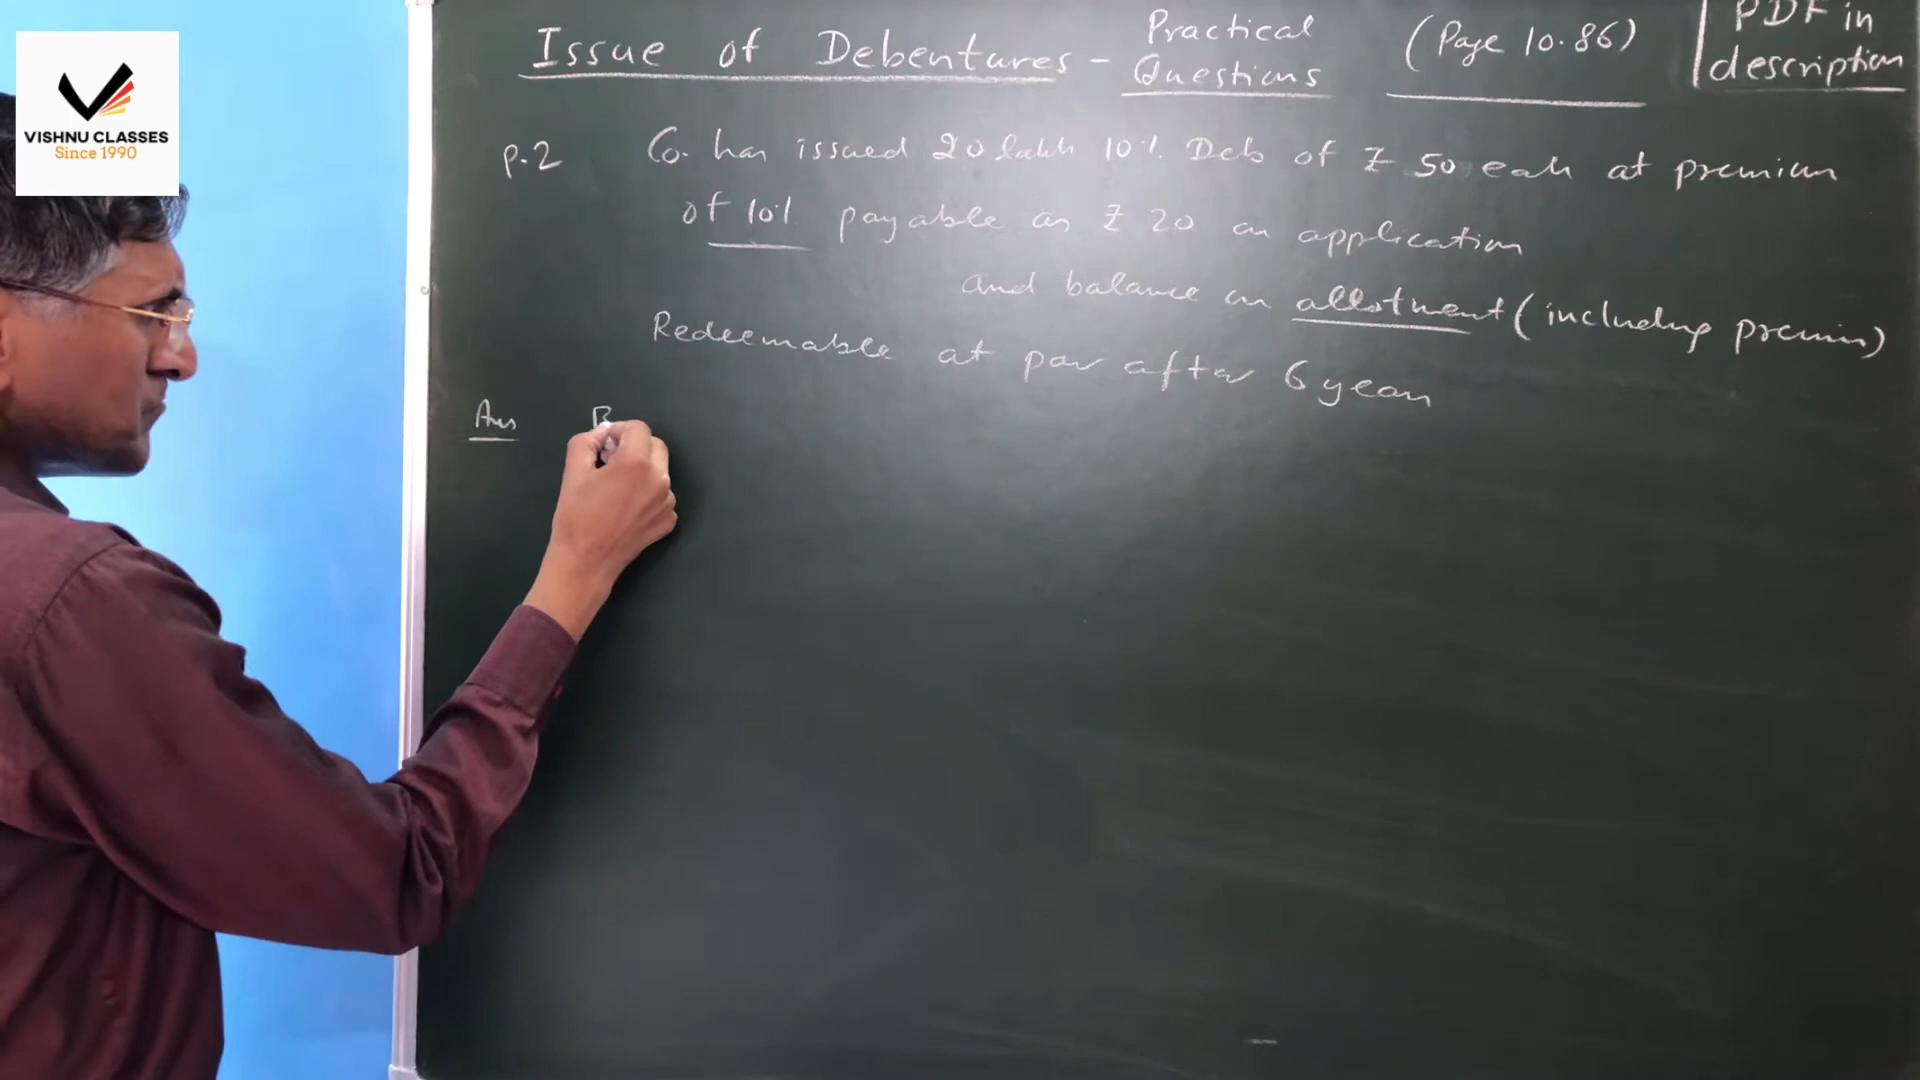 VISHNU CLASSES
Since 1990
Issue of Debentures - Practical Questions (Page 10.86)
PDF in
description
P.2 Co. has issued 20 lakh 10% Deb of ₹ 50 each at premium
of 10% payable as ₹ 20 on application
and balance on allotment (including premium)
Redeemable at par after 6 years
Ans B